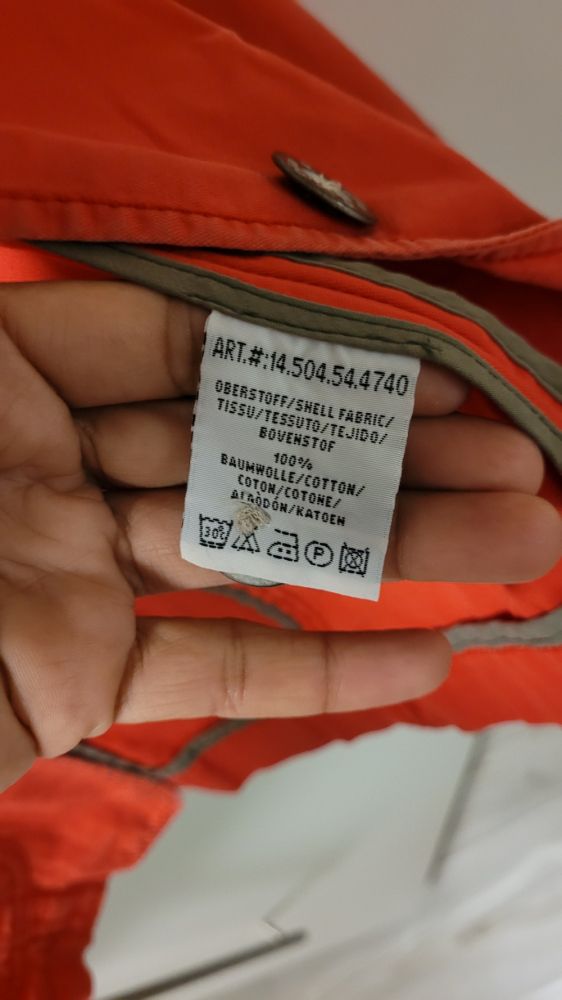 ART.#:14.504.54.4740
OBERSTOFF/SHELL FABRIC/
TISSU/TESSUTO/TEJIDO/
BOVENSTOF
100%
BAUMWOLLE/COTTON/
COTON/COTONE/
ALGODÓN/KATOEN
30° P